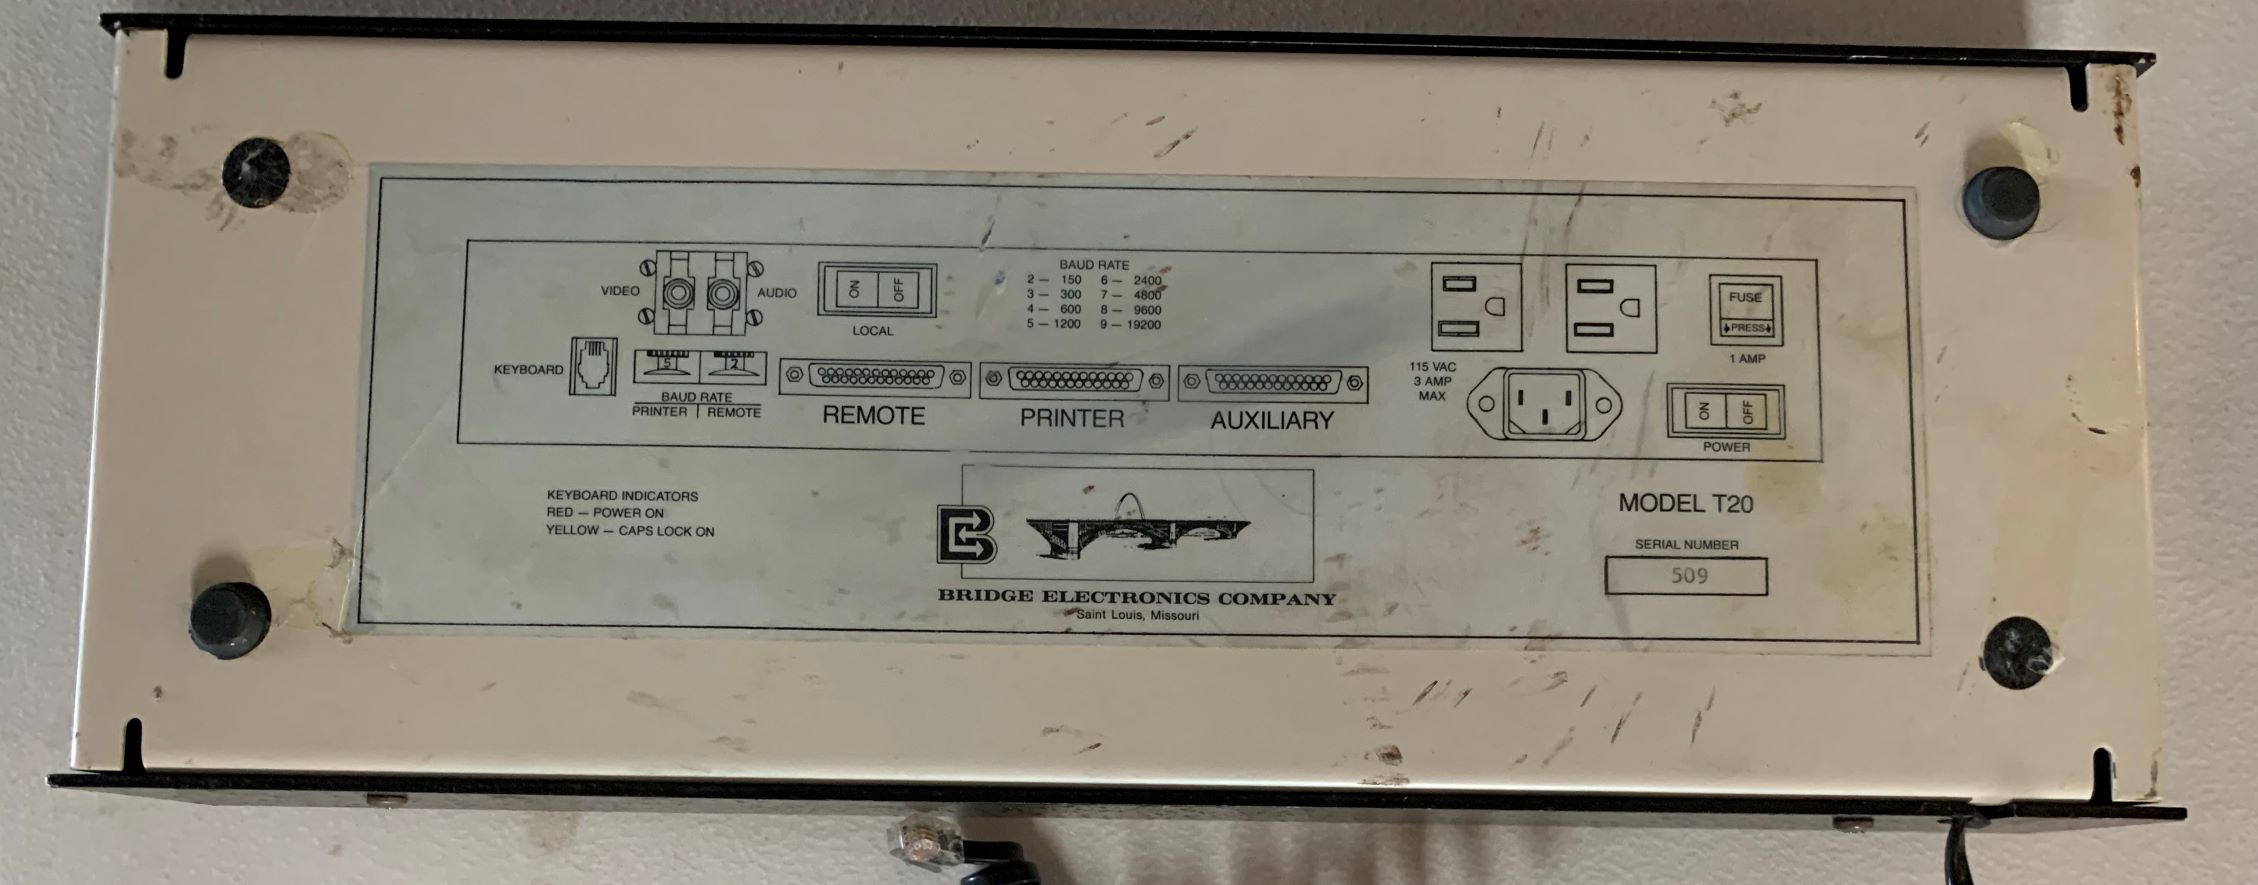 VIDEO
AUDIO
ON OFF
LOCAL
BAUD RATE
2 — 150 6 — 2400
3 — 300 7 — 4800
4 — 600 8 — 9600
5 — 1200 9 — 19200
FUSE
PRESS
1 AMP
KEYBOARD
5 2
BAUD RATE
PRINTER | REMOTE
REMOTE
PRINTER
AUXILIARY
115 VAC
3 AMP
MAX
ON OFF
POWER
KEYBOARD INDICATORS
RED — POWER ON
YELLOW — CAPS LOCK ON
BRIDGE ELECTRONICS COMPANY
Saint Louis, Missouri
MODEL T20
SERIAL NUMBER
509